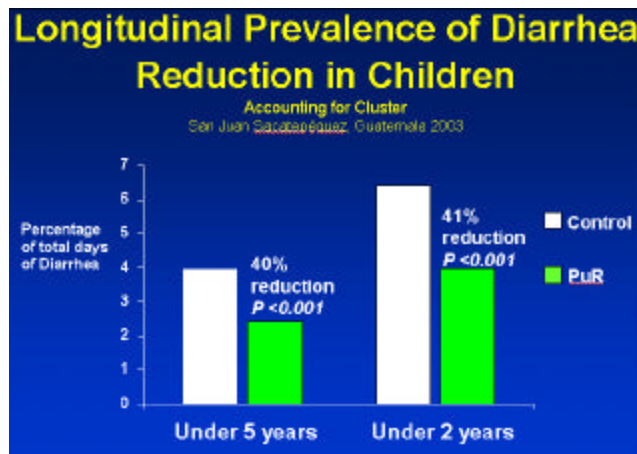 Longitudinal Prevalence of Diarrhea
Reduction in Children
Accounting for Cluster
San Juan Sacatepéquez, Guatemala 2003
7
6
5
4
3
2
1
0
Percentage
of total days
of Diarrhea
40%
reduction
P <0.001
41%
reduction
P <0.001
Control
PuR
Under 5 years
Under 2 years